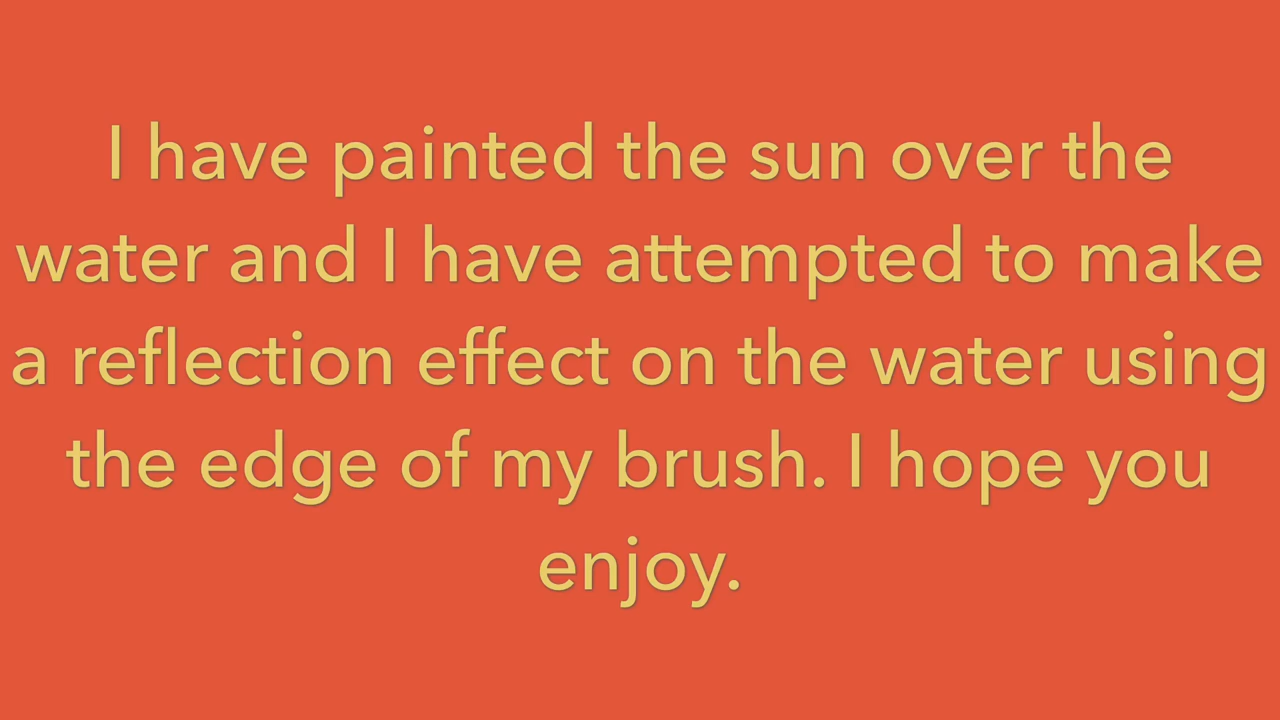 I have painted the sun over the
water and I have attempted to make
a reflection effect on the water using
the edge of my brush. I hope you
enjoy.